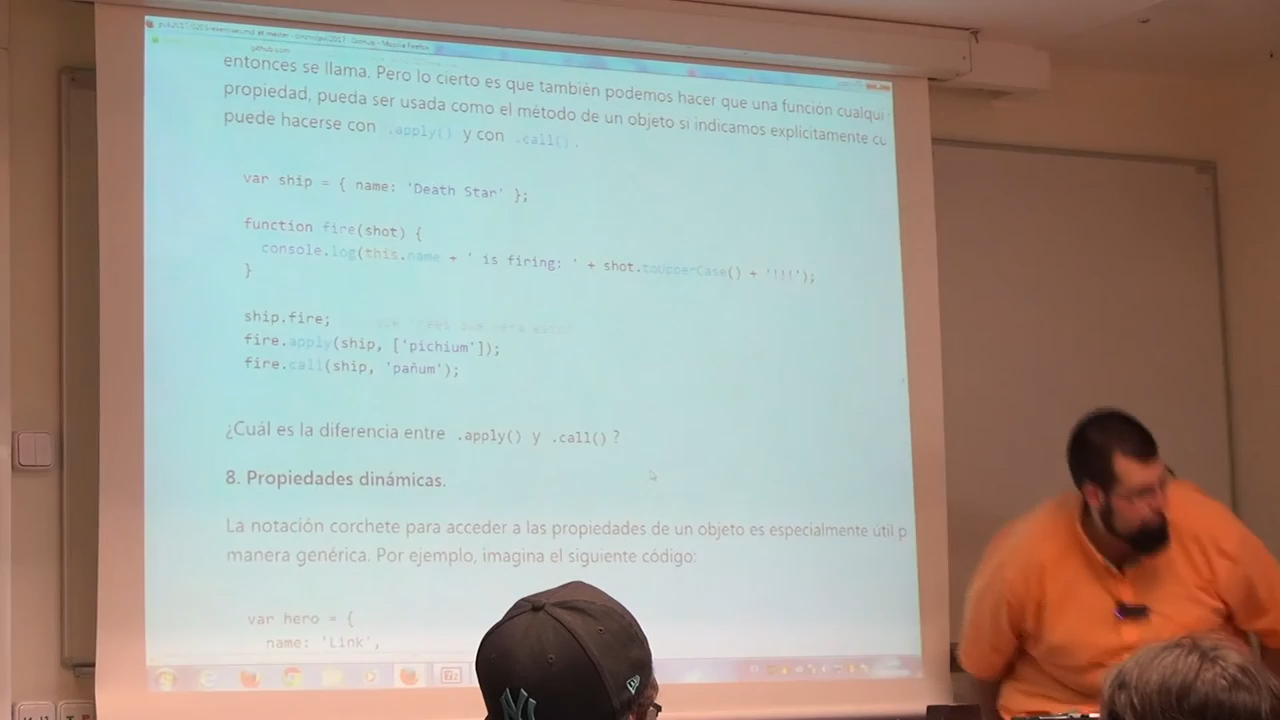 github.com
entonces se llama. Pero lo cierto es que también podemos hacer que una función cualqui
propiedad, pueda ser usada como el método de un objeto si indicamos explícitamente cu
puede hacerse con .apply() y con .call().
var ship = { name: 'Death Star' };
function fire(shot) {
console.log(this.name + ' is firing: ' + shot.toUpperCase() + '!!!');
}
ship.fire;
fire.apply(ship, ['pichium']);
fire.call(ship, 'pañum');
¿Cuál es la diferencia entre .apply() y .call() ?
8. Propiedades dinámicas.
La notación corchete para acceder a las propiedades de un objeto es especialmente útil p
manera genérica. Por ejemplo, imagina el siguiente código:
var hero = {
name: 'Link',
NY